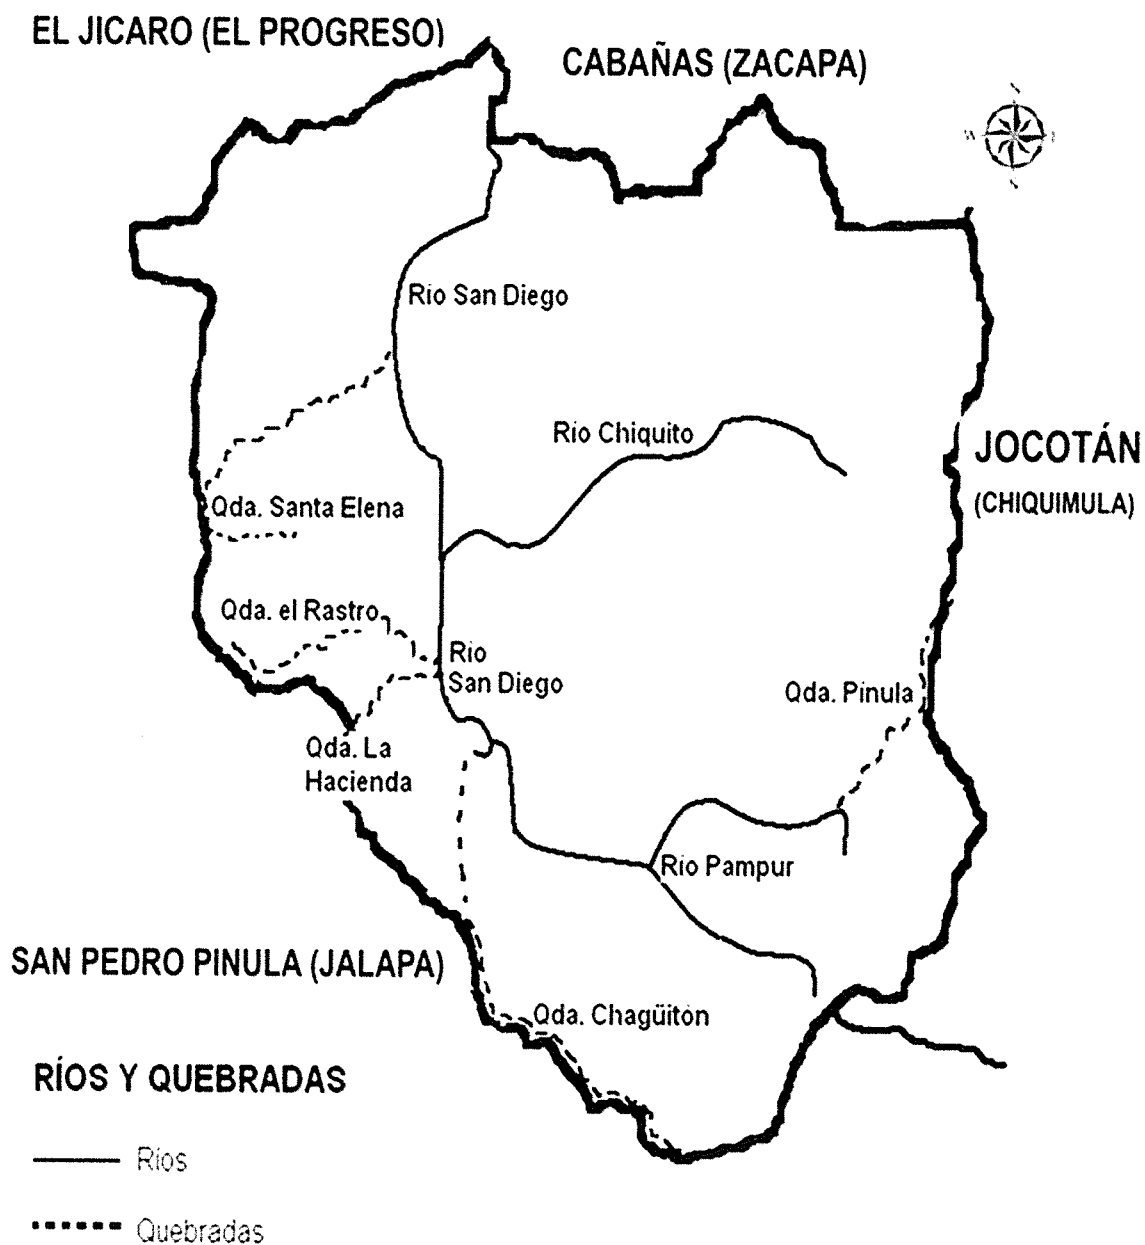 EL JICARO (EL PROGRESO)
CABAÑAS (ZACAPA)
W
Rio San Diego
Rio Chiquito
JOCOTÁN
(CHIQUIMULA)
Qda. Santa Elena
Qda. el Rastro
Rio
San Diego
Qda. Pinula
Qda. La
Hacienda
Rio Pampur
SAN PEDRO PINULA (JALAPA)
Qda. Chagüiton
RÍOS Y QUEBRADAS
Ríos
Quebradas